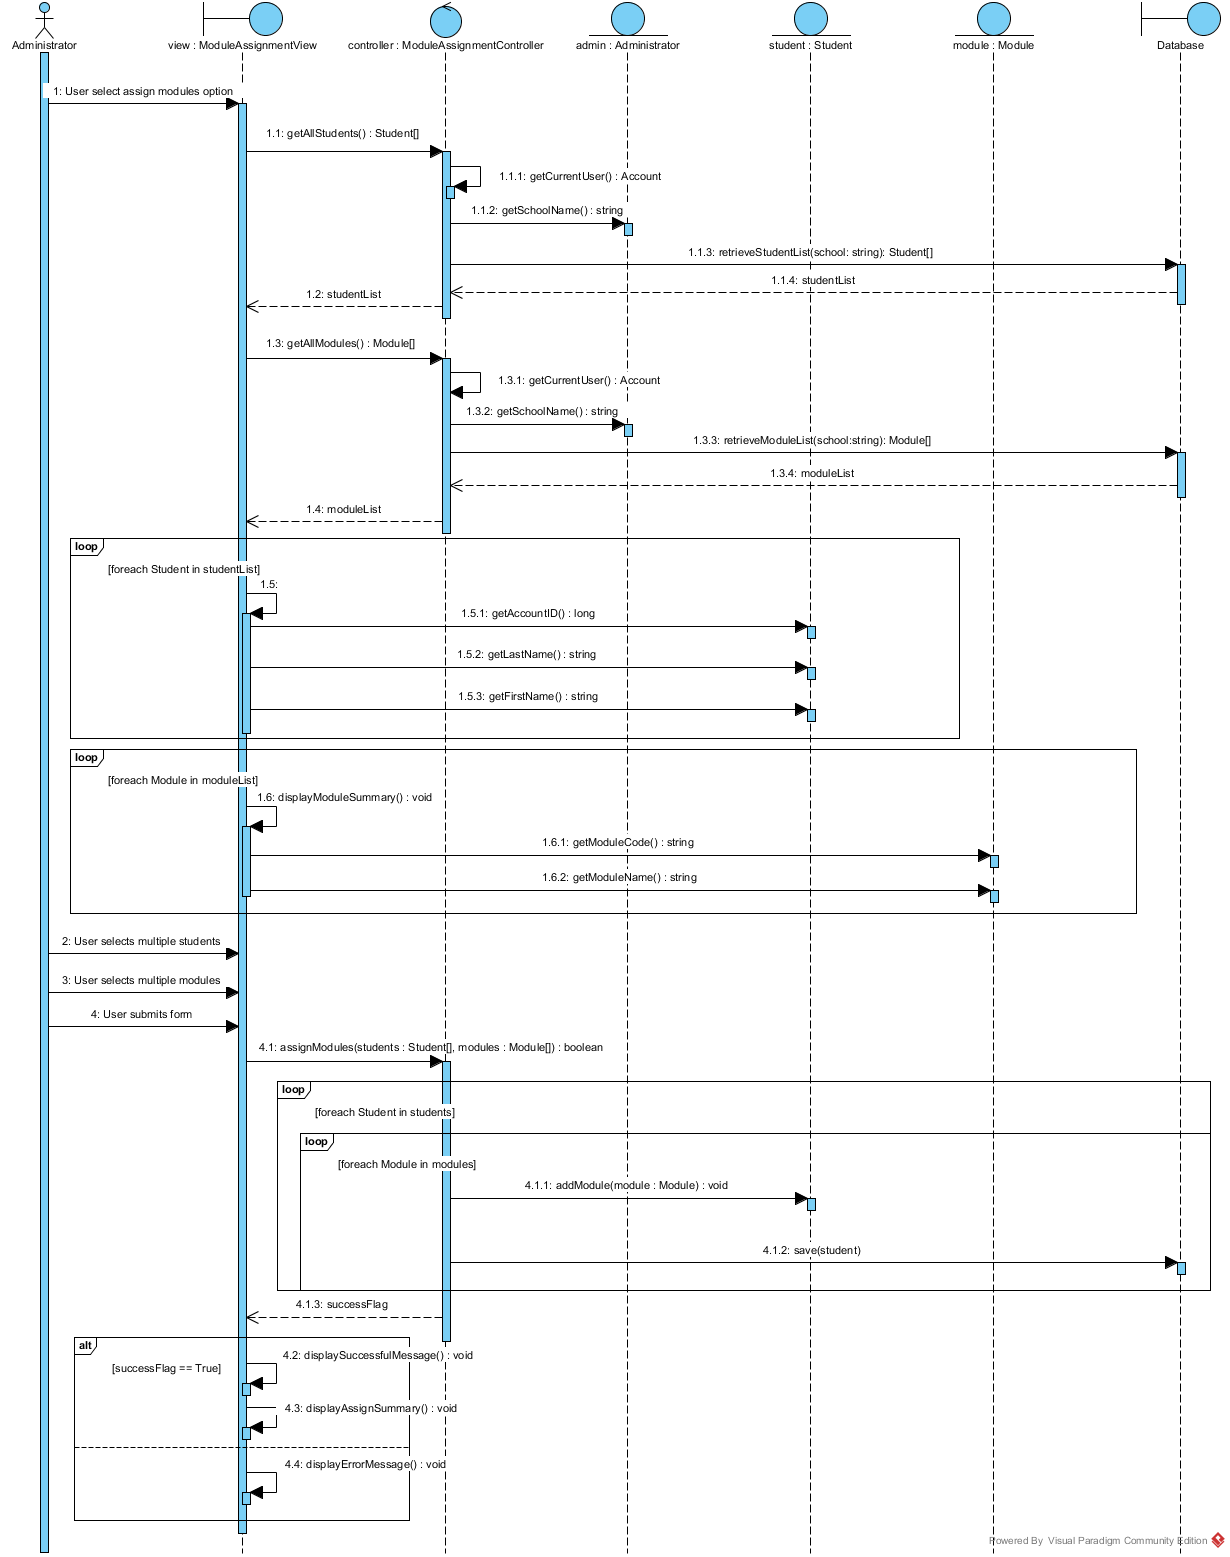 Administrator
view : ModuleAssignmentView
controller : ModuleAssignmentController
admin : Administrator
student : Student
module : Module
Database
1: User select assign modules option
1.1: getAllStudents() : Student[]
1.1.1: getCurrentUser() : Account
1.1.2: getSchoolName() : string
1.1.3: retrieveStudentList(school: string): Student[]
1.1.4: studentList
1.2: studentList
1.3: getAllModules() : Module[]
1.3.1: getCurrentUser() : Account
1.3.2: getSchoolName() : string
1.3.3: retrieveModuleList(school:string): Module[]
1.3.4: moduleList
1.4: moduleList
loop
[foreach Student in studentList]
1.5:
1.5.1: getAccountID() : long
1.5.2: getLastName() : string
1.5.3: getFirstName() : string
loop
[foreach Module in moduleList]
1.6: displayModuleSummary() : void
1.6.1: getModuleCode() : string
1.6.2: getModuleName() : string
2: User selects multiple students
3: User selects multiple modules
4: User submits form
4.1: assignModules(students : Student[], modules : Module[]) : boolean
loop
[foreach Student in students]
loop
[foreach Module in modules]
4.1.1: addModule(module : Module) : void
4.1.2: save(student)
4.1.3: successFlag
alt
4.2: displaySuccessfulMessage() : void
[successFlag == True]
4.3: displayAssignSummary() : void
4.4: displayErrorMessage() : void
Powered By Visual Paradigm Community Edition